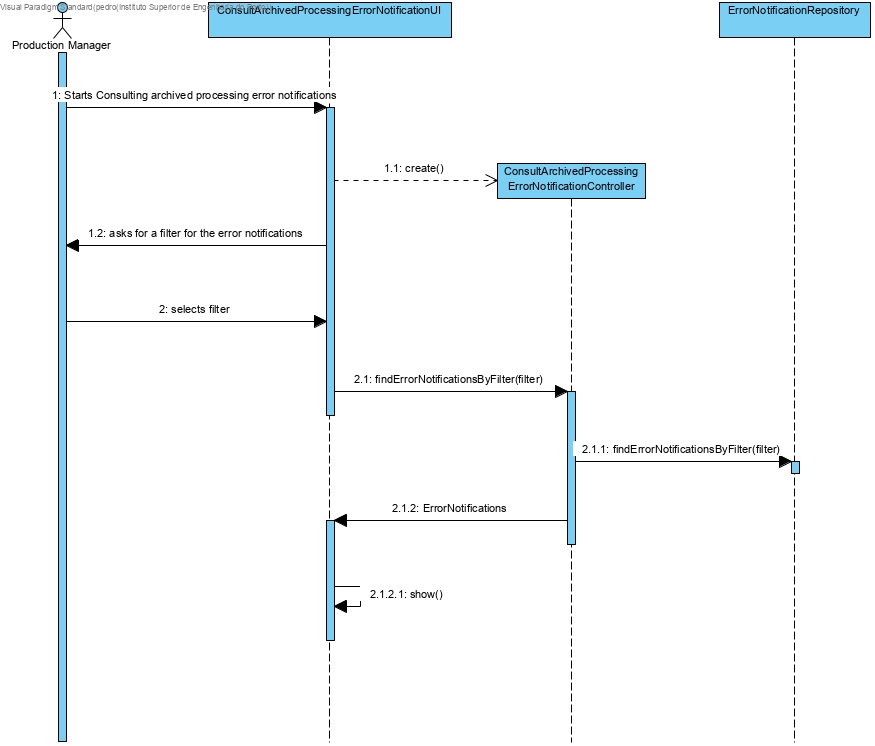 Visual Paradigm Standard(pedro(Instituto Superior de Engenharia do Porto))
ConsultArchivedProcessingErrorNotificationUI
ErrorNotificationRepository
Production Manager
1: Starts Consulting archived processing error notifications
1.1: create()
ConsultArchivedProcessing
ErrorNotificationController
1.2: asks for a filter for the error notifications
2: selects filter
2.1: findErrorNotificationsByFilter(filter)
2.1.1: findErrorNotificationsByFilter(filter)
2.1.2: ErrorNotifications
2.1.2.1: show()